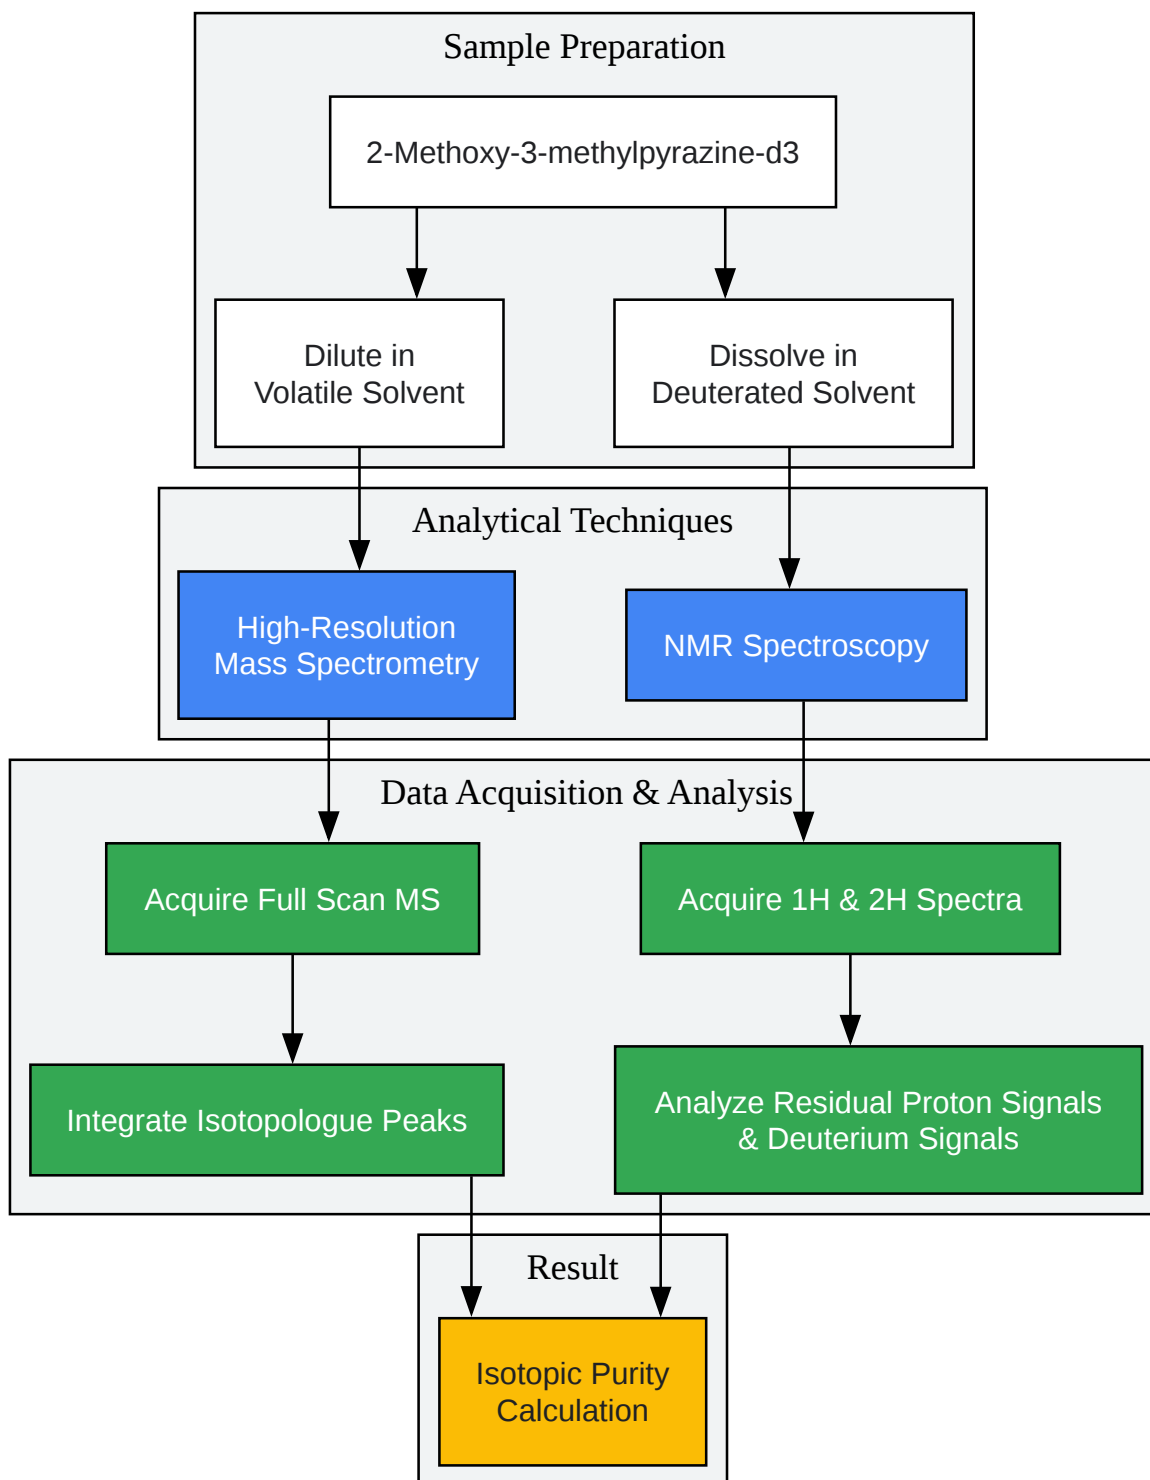 Sample Preparation
2-Methoxy-3-methylpyrazine-d3
Dilute in
Volatile Solvent
Dissolve in
Deuterated Solvent
Analytical Techniques
High-Resolution
Mass Spectrometry
NMR Spectroscopy
Data Acquisition & Analysis
Acquire Full Scan MS
Acquire 1H & 2H Spectra
Integrate Isotopologue Peaks
Analyze Residual Proton Signals
& Deuterium Signals
Result
Isotopic Purity
Calculation